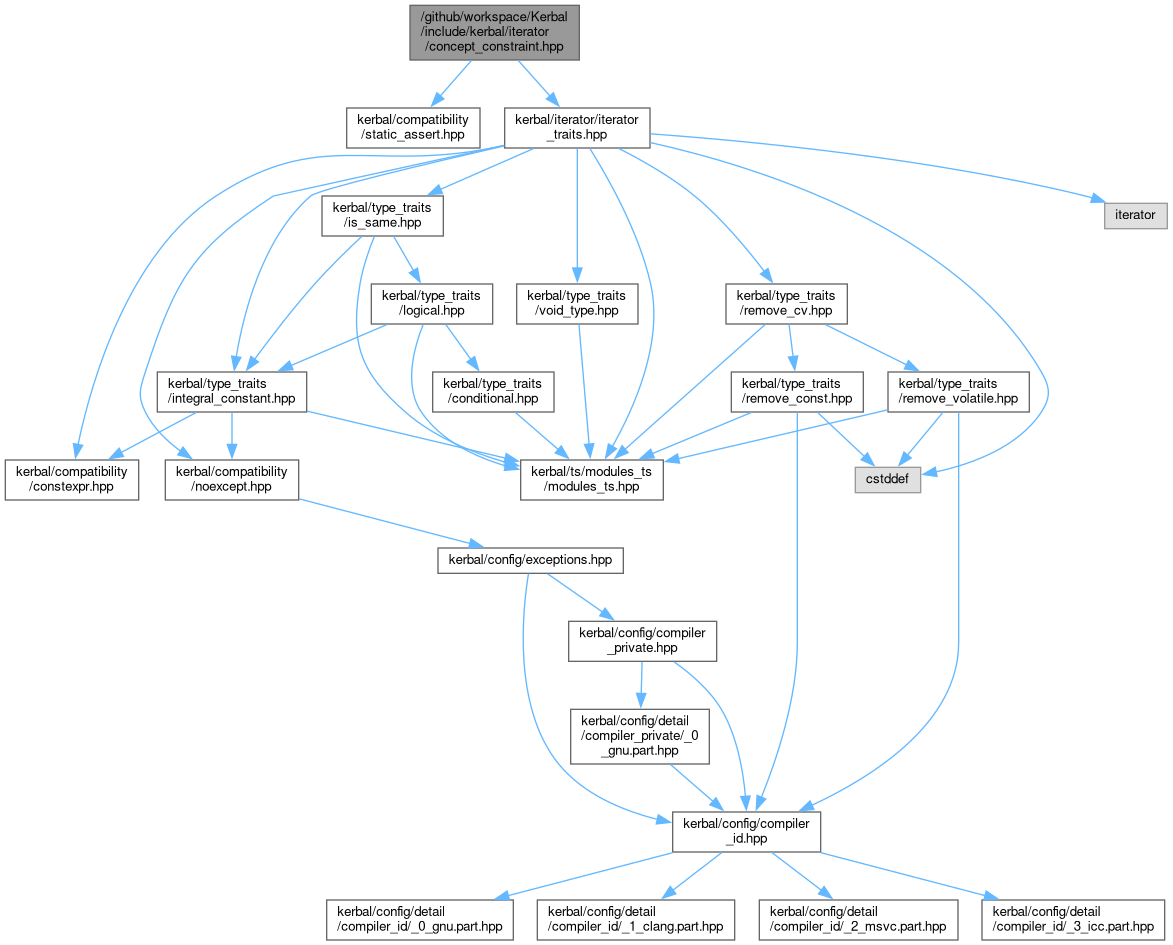 /github/workspace/Kerbal
/include/kerbal/iterator
/concept_constraint.hpp
kerbal/compatibility
/static_assert.hpp
kerbal/iterator/iterator
_traits.hpp
kerbal/type_traits
/is_same.hpp
iterator
kerbal/type_traits
/logical.hpp
kerbal/type_traits
/void_type.hpp
kerbal/type_traits
/remove_cv.hpp
kerbal/type_traits
/integral_constant.hpp
kerbal/type_traits
/conditional.hpp
kerbal/type_traits
/remove_const.hpp
kerbal/type_traits
/remove_volatile.hpp
kerbal/compatibility
/constexpr.hpp
kerbal/compatibility
/noexcept.hpp
kerbal/ts/modules_ts
/modules_ts.hpp
cstddef
kerbal/config/exceptions.hpp
kerbal/config/compiler
_private.hpp
kerbal/config/detail
/compiler_private/_0
_gnu.part.hpp
kerbal/config/compiler
_id.hpp
kerbal/config/detail
/compiler_id/_0_gnu.part.hpp
kerbal/config/detail
/compiler_id/_1_clang.part.hpp
kerbal/config/detail
/compiler_id/_2_msvc.part.hpp
kerbal/config/detail
/compiler_id/_3_icc.part.hpp